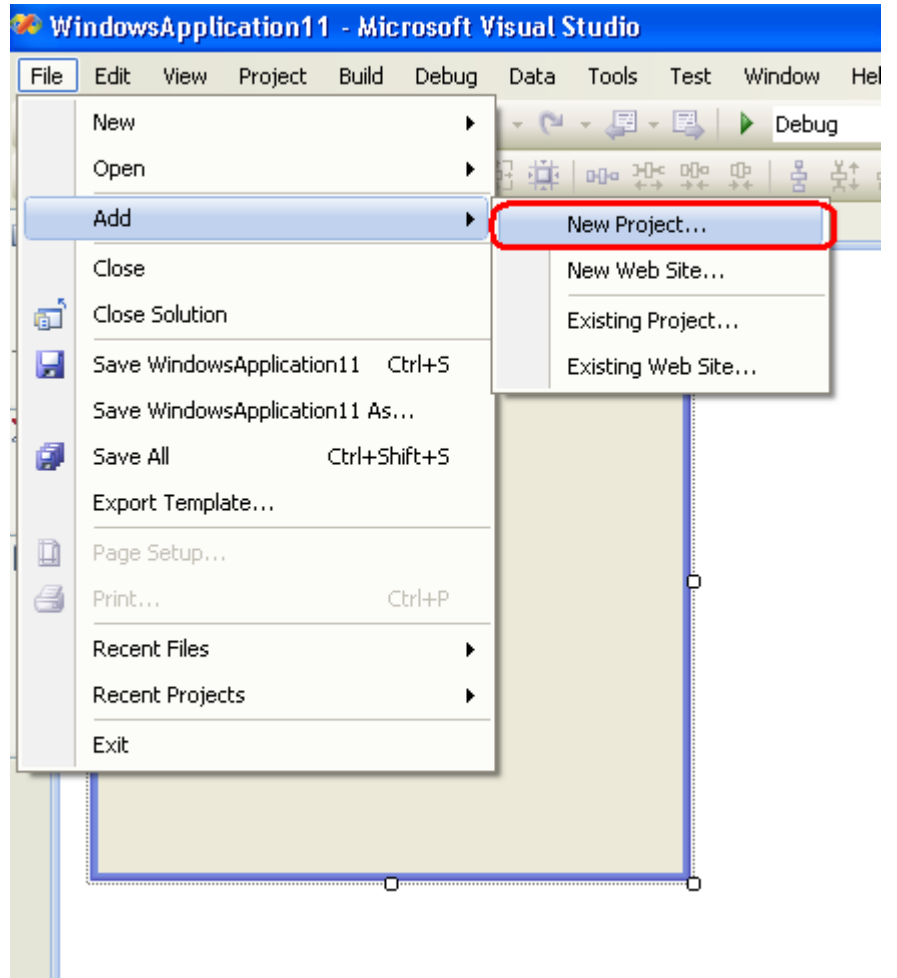 WindowsApplication11 - Microsoft Visual Studio
File Edit View Project Build Debug Data Tools Test Window Hel
Debug
New
Open
Add
Close
Close Solution
Save WindowsApplication11 Ctrl+S
Save WindowsApplication11 As...
Save All Ctrl+Shift+S
Export Template...
Page Setup...
Print... Ctrl+P
Recent Files
Recent Projects
Exit
New Project...
New Web Site...
Existing Project...
Existing Web Site...